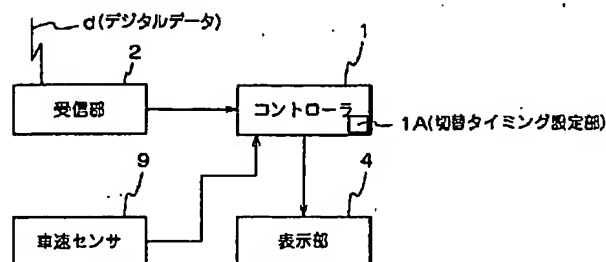 d(デジタルデータ)
2
1
受信部
コントローラ
1A(切替タイミング設定部)
9
4
車速センサ
表示部